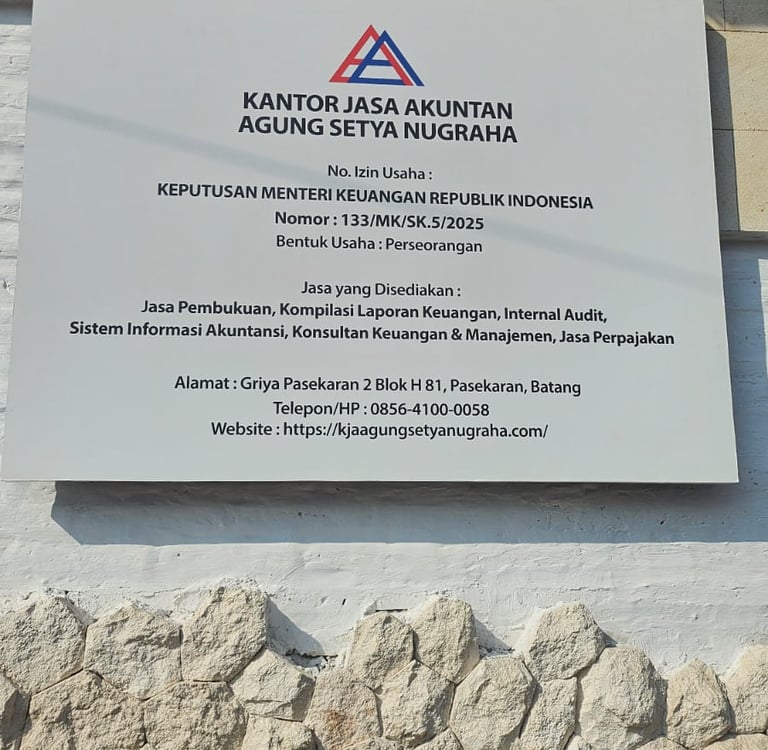 KANTOR JASA AKUNTAN
AGUNG SETYA NUGRAHA
No. Izin Usaha :
KEPUTUSAN MENTERI KEUANGAN REPUBLIK INDONESIA
Nomor : 133/MK/SK.5/2025
Bentuk Usaha : Perseorangan
Jasa yang Disediakan :
Jasa Pembukuan, Kompilasi Laporan Keuangan, Internal Audit,
Sistem Informasi Akuntansi, Konsultan Keuangan & Manajemen, Jasa Perpajakan
Alamat : Griya Pasekaran 2 Blok H 81, Pasekaran, Batang
Telepon/HP : 0856-4100-0058
Website : https://kjaagungsetyanugraha.com/